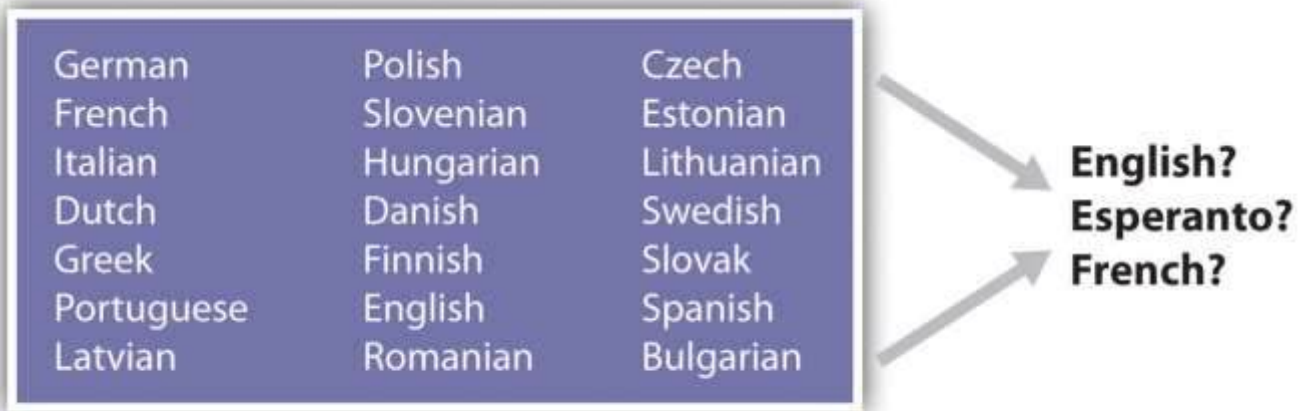 German Polish Czech
French Slovenian Estonian
Italian Hungarian Lithuanian
Dutch Danish Swedish
Greek Finnish Slovak
Portuguese English Spanish
Latvian Romanian Bulgarian
English?
Esperanto?
French?